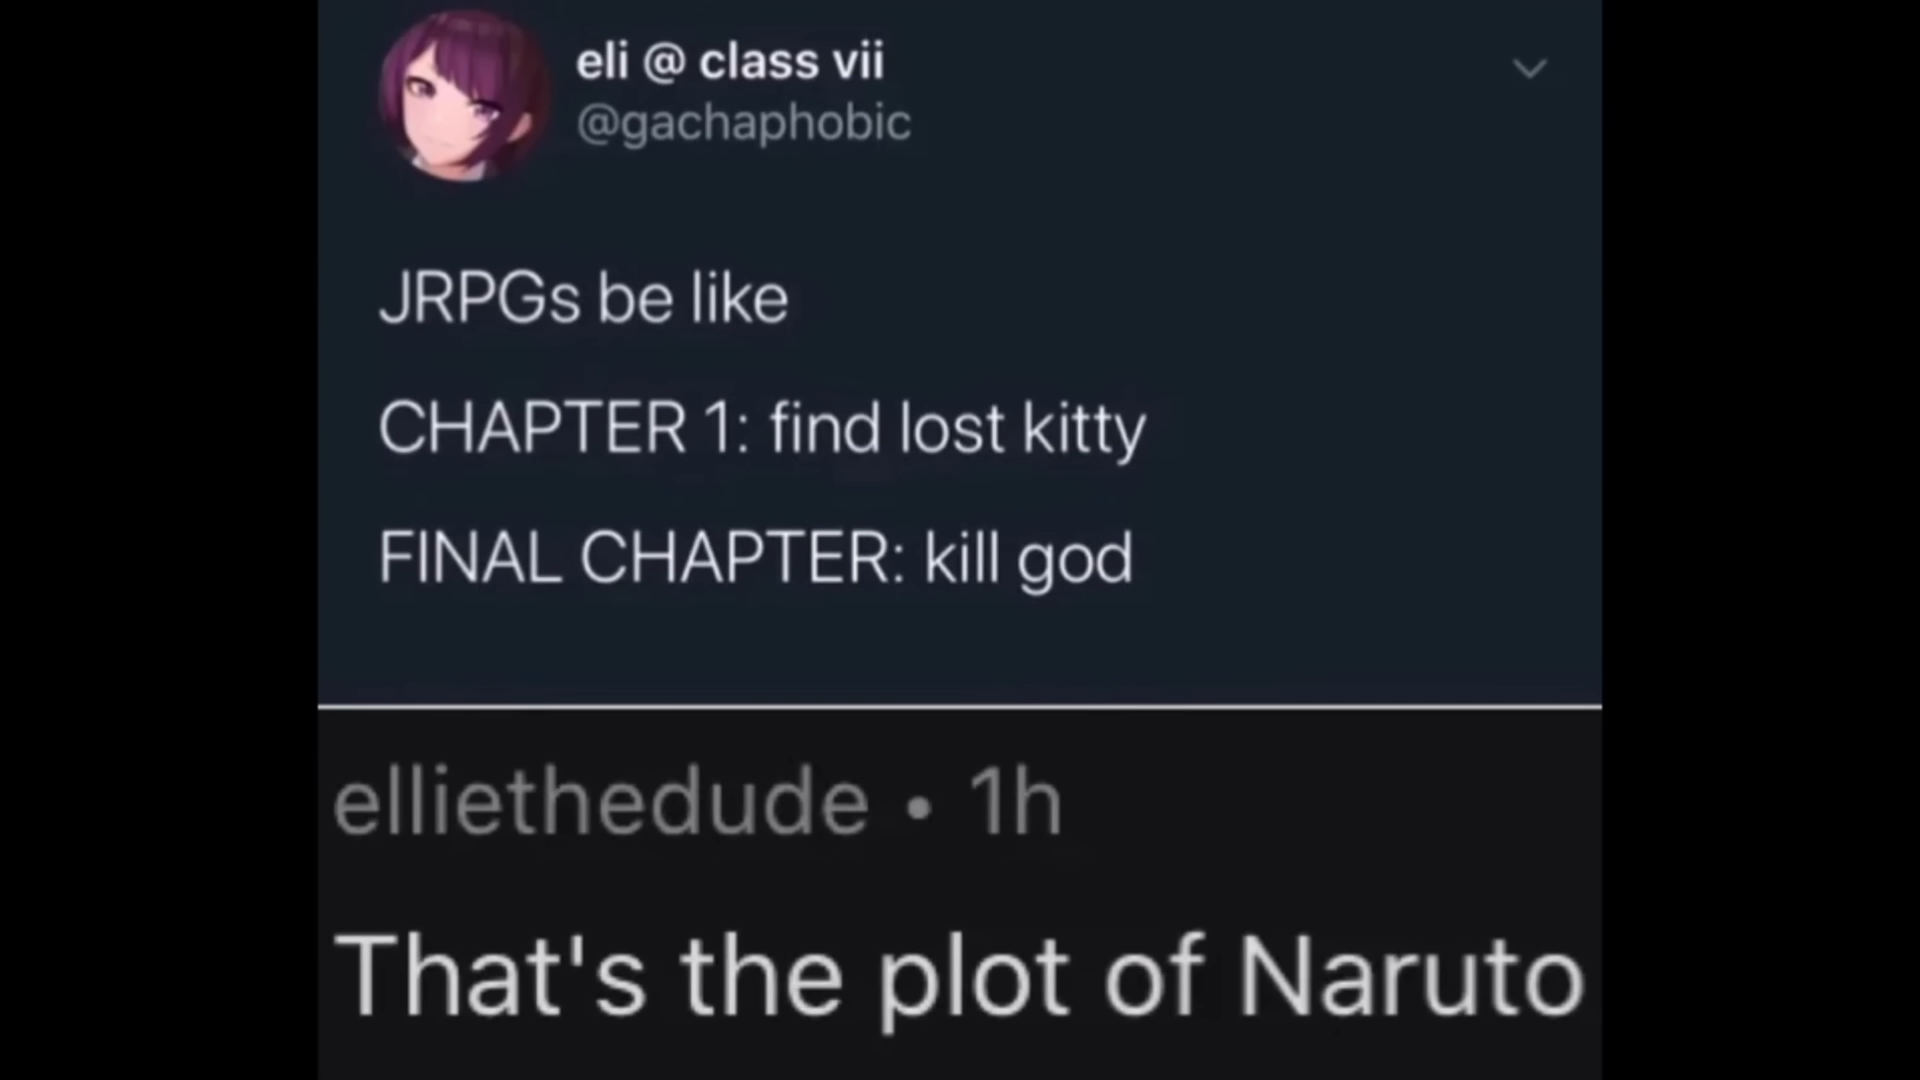 eli @ class vii
@gachaphobic
JRPGs be like
CHAPTER 1: find lost kitty
FINAL CHAPTER: kill god
elliethedude • 1h
That's the plot of Naruto